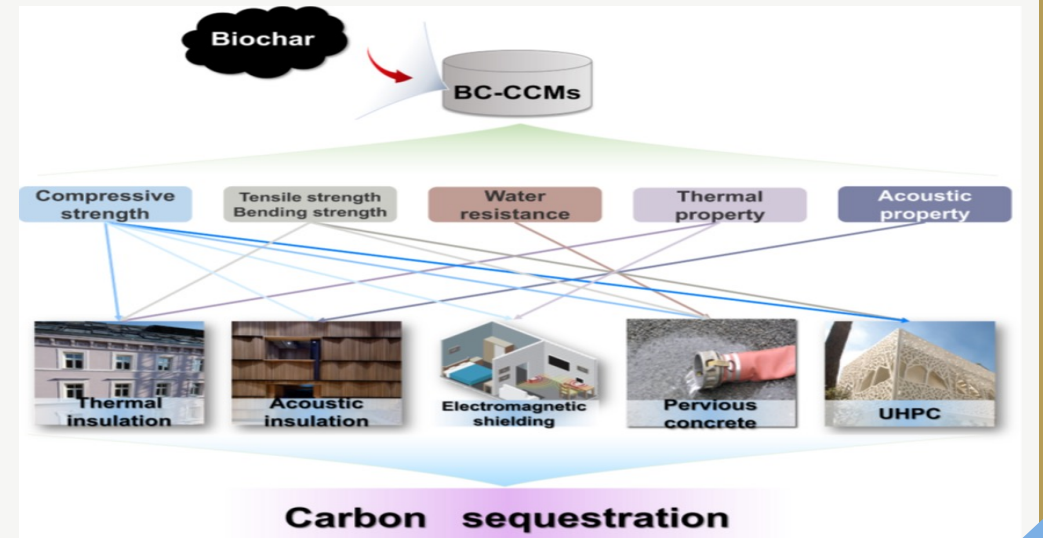 Biochar
BC-CCMs
Compressive
strength
Tensile strength
Bending strength
Water
resistance
Thermal
property
Acoustic
property
Thermal
insulation
Acoustic
insulation
Electromagnetic
shielding
Pervious
concrete
UHPC
Carbon sequestration